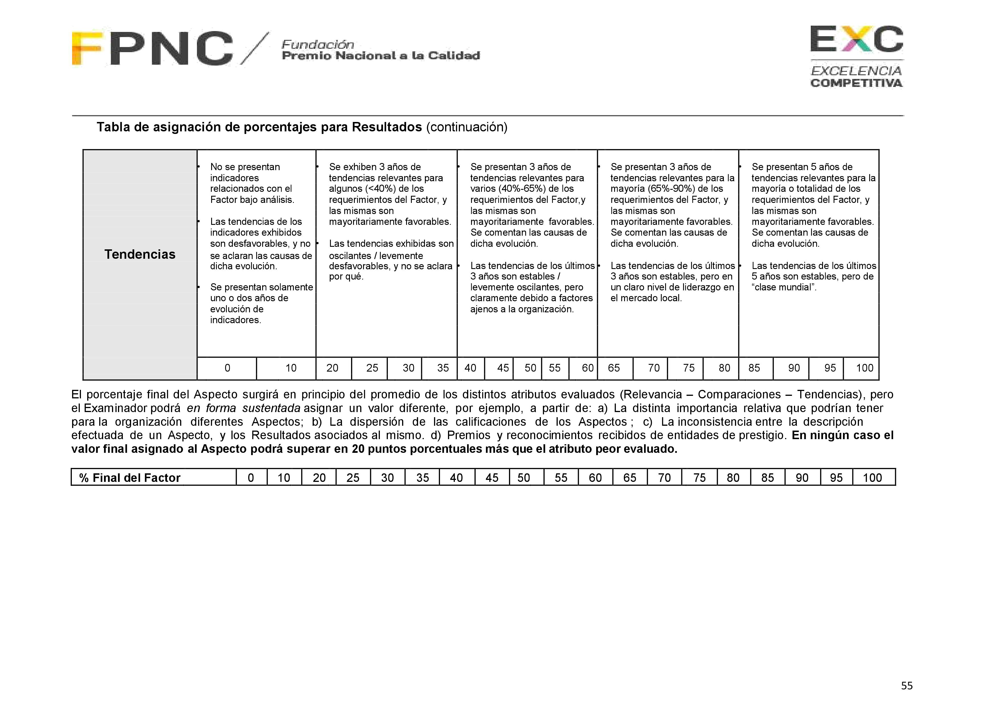 FPNC/ Fundación
Premio Nacional a la Calidad
EXC
EXCELENCIA
COMPETITIVA
Tabla de asignación de porcentajes para Resultados (continuación)
Tendencias
• No se presentan
indicadores
relacionados con el
Factor bajo análisis.
• Las tendencias de los
indicadores exhibidos
son desfavorables, y no
se aclaran las causas de
dicha evolución.
• Se presentan solamente
uno o dos años de
evolución de
indicadores.
• Se exhiben 3 años de
tendencias relevantes para
algunos (<40%) de los
requerimientos del Factor, y
las mismas son
mayoritariamente favorables.
• Las tendencias exhibidas son
oscilantes / levemente
desfavorables, y no se aclara
por qué.
• Se presentan 3 años de
tendencias relevantes para
varios (40%-65%) de los
requerimientos del Factor,y
las mismas son
mayoritariamente favorables.
Se comentan las causas de
dicha evolución.
• Las tendencias de los últimos
3 años son estables /
levemente oscilantes, pero
claramente debido a factores
ajenos a la organización.
• Se presentan 3 años de
tendencias relevantes para la
mayoría (65%-90%) de los
requerimientos del Factor, y
las mismas son
mayoritariamente favorables.
Se comentan las causas de
dicha evolución.
• Las tendencias de los últimos
3 años son estables, pero en
un claro nivel de liderazgo en
el mercado local.
• Se presentan 5 años de
tendencias relevantes para la
mayoría o totalidad de los
requerimientos del Factor, y
las mismas son
mayoritariamente favorables.
Se comentan las causas de
dicha evolución.
• Las tendencias de los últimos
5 años son estables, pero de
“clase mundial”.
0 10 20 25 30 35 40 45 50 55 60 65 70 75 80 85 90 95 100
El porcentaje final del Aspecto surgirá en principio del promedio de los distintos atributos evaluados (Relevancia – Comparaciones – Tendencias), pero
el Examinador podrá en forma sustentada asignar un valor diferente, por ejemplo, a partir de: a) La distinta importancia relativa que podrían tener
para la organización diferentes Aspectos; b) La dispersión de las calificaciones de los Aspectos ; c) La inconsistencia entre la descripción
efectuada de un Aspecto, y los Resultados asociados al mismo. d) Premios y reconocimientos recibidos de entidades de prestigio. En ningún caso el
valor final asignado al Aspecto podrá superar en 20 puntos porcentuales más que el atributo peor evaluado.
% Final del Factor 0 10 20 25 30 35 40 45 50 55 60 65 70 75 80 85 90 95 100
55